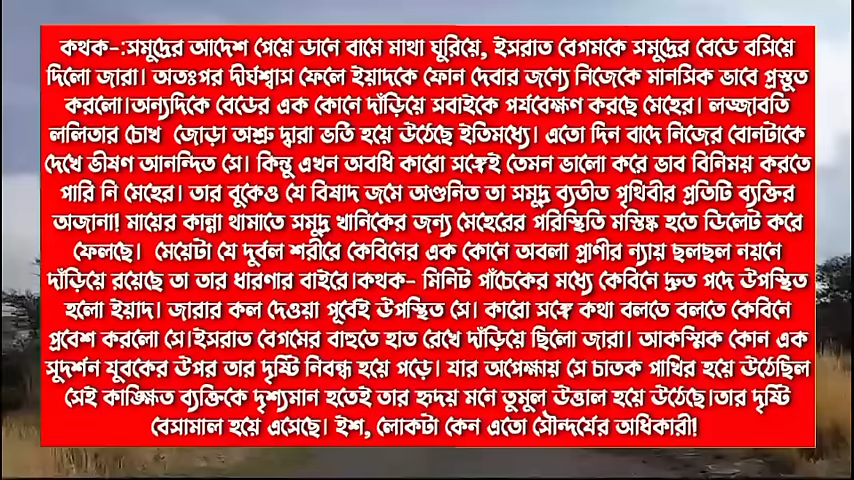 কথক-:সমুদ্রের আদেশ পেয়ে ডানে বামে মাথা ঘুরিয়ে, ইসরাত বেগমকে সমুদ্রের বেডে বসিয়ে
দিলো জারা। অতঃপর দীর্ঘশ্বাস ফেলে ইয়াদকে ফোন দেবার জন্যে নিজেকে মানসিক ভাবে প্রস্তুত
করলো।অন্যদিকে বেডের এক কোনে দাঁড়িয়ে সবাইকে পর্যবেক্ষণ করছে মেহের। লজ্জাবতি
ললিতার চোখ জোড়া অশ্রু দ্বারা ভর্তি হয়ে উঠেছে ইতিমধ্যে। এতো দিন বাদে নিজের বোনটাকে
দেখে ভীষণ আনন্দিত সে। কিন্তু এখন অবধি কারো সঙ্গেই তেমন ভালো করে ভাব বিনিময় করতে
পারি নি মেহের। তার বুকেও যে বিষাদ জমে অগুনিত তা সমুদ্র ব্যতীত পৃথিবীর প্রতিটি ব্যক্তির
অজানা! মায়ের কান্না থামাতে সমুদ্র খানিকের জন্য মেহেরের পরিস্থিতি মস্তিষ্ক হতে ডিলেট করে
ফেলছে। মেয়েটা যে দুর্বল শরীরে কেবিনের এক কোনে অবলা প্রাণীর ন্যায় ছলছল নয়নে
দাঁড়িয়ে রয়েছে তা তার ধারণার বাইরে।কথক- মিনিট পাঁচেকের মধ্যে কেবিনে দ্রুত পদে উপস্থিত
হলো ইয়াদ। জারার কল দেওয়া পূর্বেই উপস্থিত সে। কারো সঙ্গে কথা বলতে বলতে কেবিনে
প্রবেশ করলো সে।ইসরাত বেগমের বাহুতে হাত রেখে দাঁড়িয়ে ছিলো জারা। আকস্মিক কোন এক
সুদর্শন যুবকের উপর তার দৃষ্টি নিবন্ধ হয়ে পড়ে। যার অপেক্ষায় সে চাতক পাখির হয়ে উঠেছিল
সেই কাঙ্ক্ষিত ব্যক্তিকে দৃশ্যমান হতেই তার হৃদয় মনে তুমুল উত্তাল হয়ে উঠেছে।তার দৃষ্টি
বেসামাল হয়ে এসেছে। ইশ, লোকটা কেন এতো সৌন্দর্যের অধিকারী!